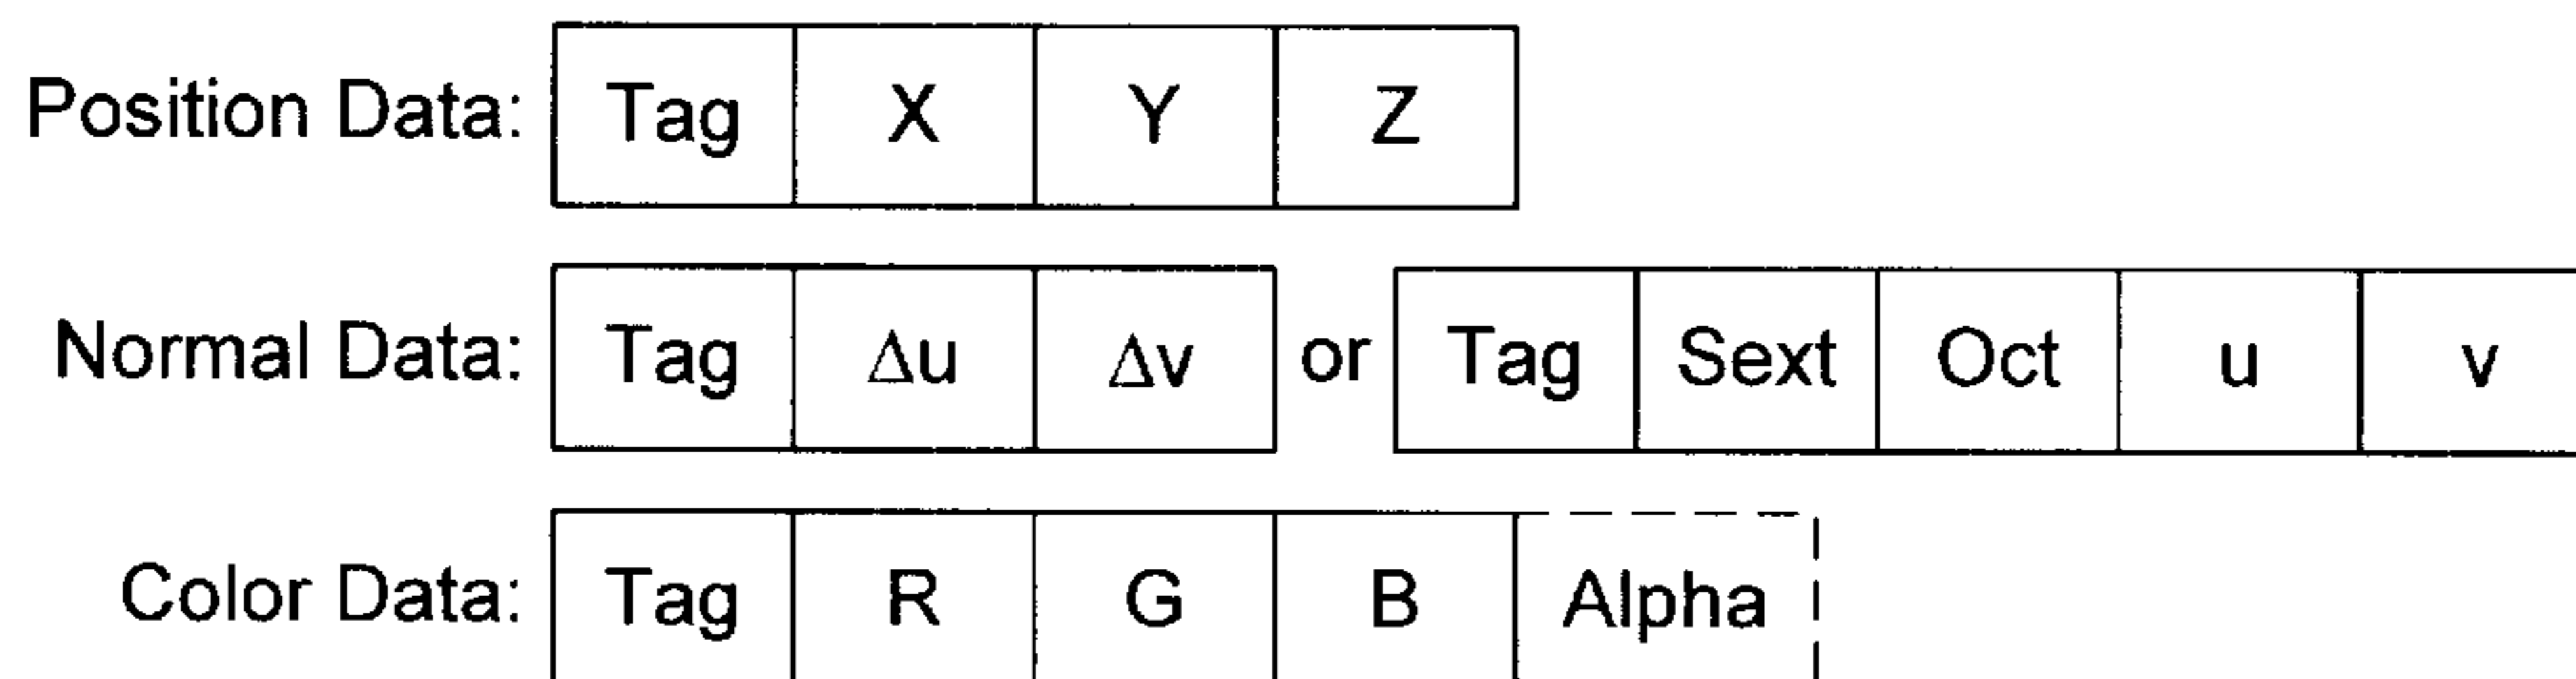 Position Data: Tag X Y Z
Normal Data: Tag Δu Δv or Tag Sext Oct u v
Color Data: Tag R G B Alpha